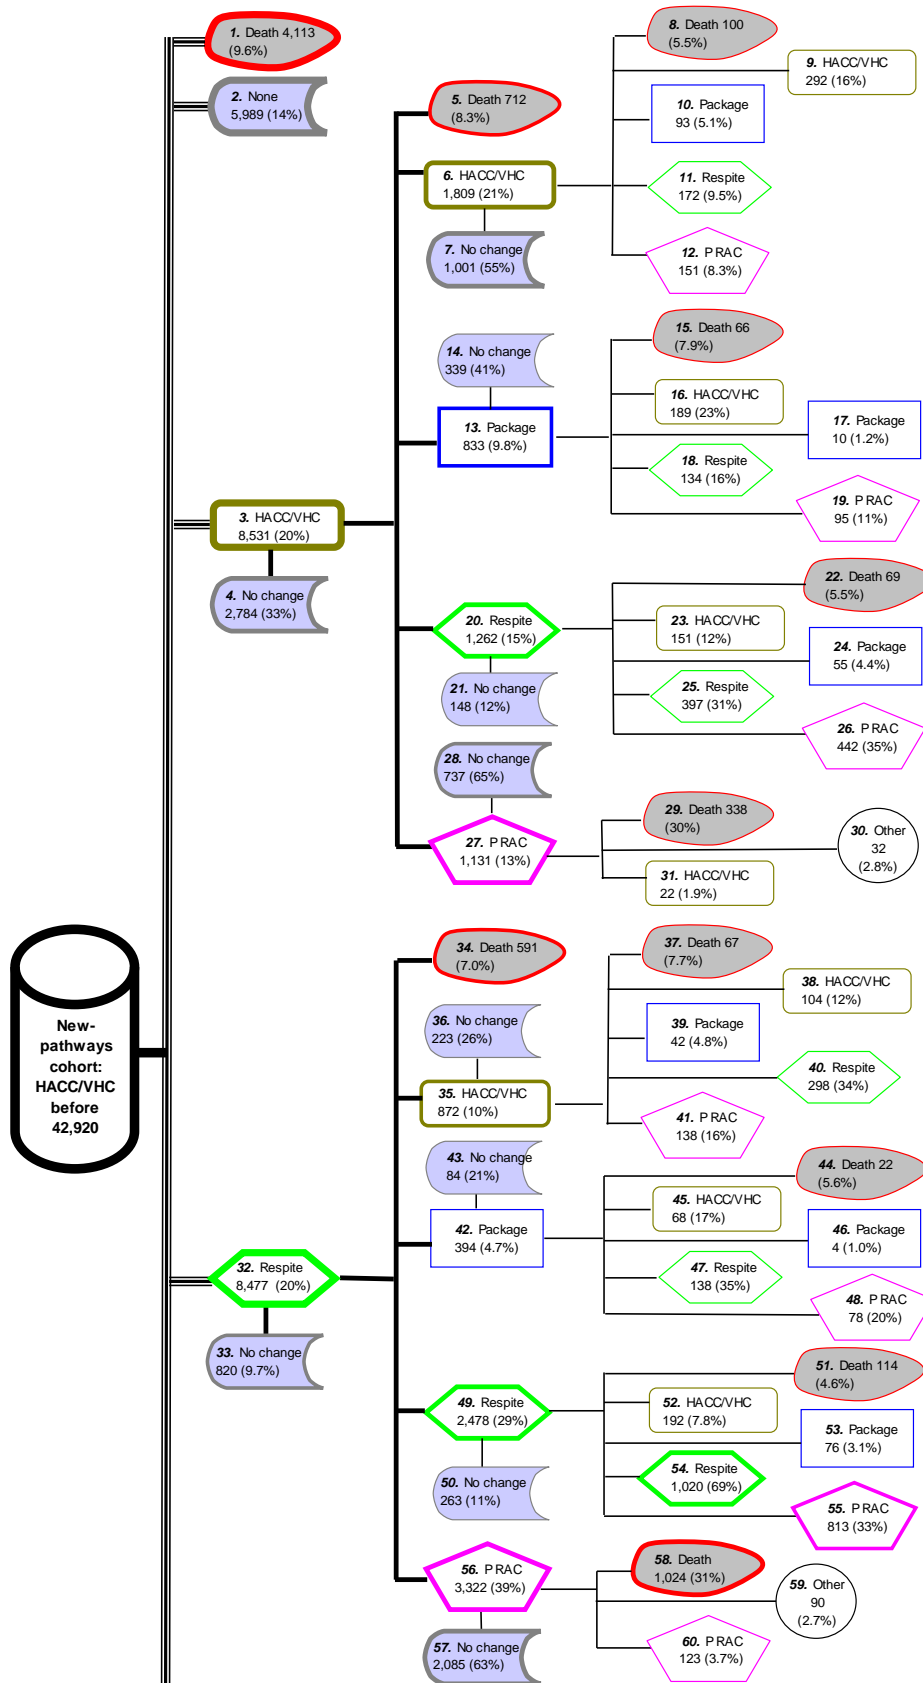 1. Death 4,113
(9.6%)
2. None
5,989 (14%)
3. HACC/VHC
8,531 (20%)
4. No change
2,784 (33%)
5. Death 712
(8.3%)
6. HACC/VHC
1,809 (21%)
7. No change
1,001 (55%)
8. Death 100
(5.5%)
9. HACC/VHC
292 (16%)
10. Package
93 (5.1%)
11. Respite
172 (9.5%)
12. PRAC
151 (8.3%)
14. No change
339 (41%)
13. Package
833 (9.8%)
15. Death 66
(7.9%)
16. HACC/VHC
189 (23%)
17. Package
10 (1.2%)
18. Respite
134 (16%)
19. PRAC
95 (11%)
20. Respite
1,262 (15%)
21. No change
148 (12%)
22. Death 69
(5.5%)
23. HACC/VHC
151 (12%)
24. Package
55 (4.4%)
25. Respite
397 (31%)
26. PRAC
442 (35%)
28. No change
737 (65%)
27. PRAC
1,131 (13%)
29. Death 338
(30%)
30. Other
32
(2.8%)
31. HACC/VHC
22 (1.9%)
New-
pathways
cohort:
HACC/VHC
before
42,920
32. Respite
8,477 (20%)
33. No change
820 (9.7%)
34. Death 591
(7.0%)
36. No change
223 (26%)
35. HACC/VHC
872 (10%)
37. Death 67
(7.7%)
38. HACC/VHC
104 (12%)
39. Package
42 (4.8%)
40. Respite
298 (34%)
41. PRAC
138 (16%)
43. No change
84 (21%)
42. Package
394 (4.7%)
44. Death 22
(5.6%)
45. HACC/VHC
68 (17%)
46. Package
4 (1.0%)
47. Respite
138 (35%)
48. PRAC
78 (20%)
49. Respite
2,478 (29%)
50. No change
263 (11%)
51. Death 114
(4.6%)
52. HACC/VHC
192 (7.8%)
53. Package
76 (3.1%)
54. Respite
1,020 (69%)
55. PRAC
813 (33%)
56. PRAC
3,322 (39%)
57. No change
2,085 (63%)
58. Death
1,024 (31%)
59. Other
90
(2.7%)
60. PRAC
123 (3.7%)